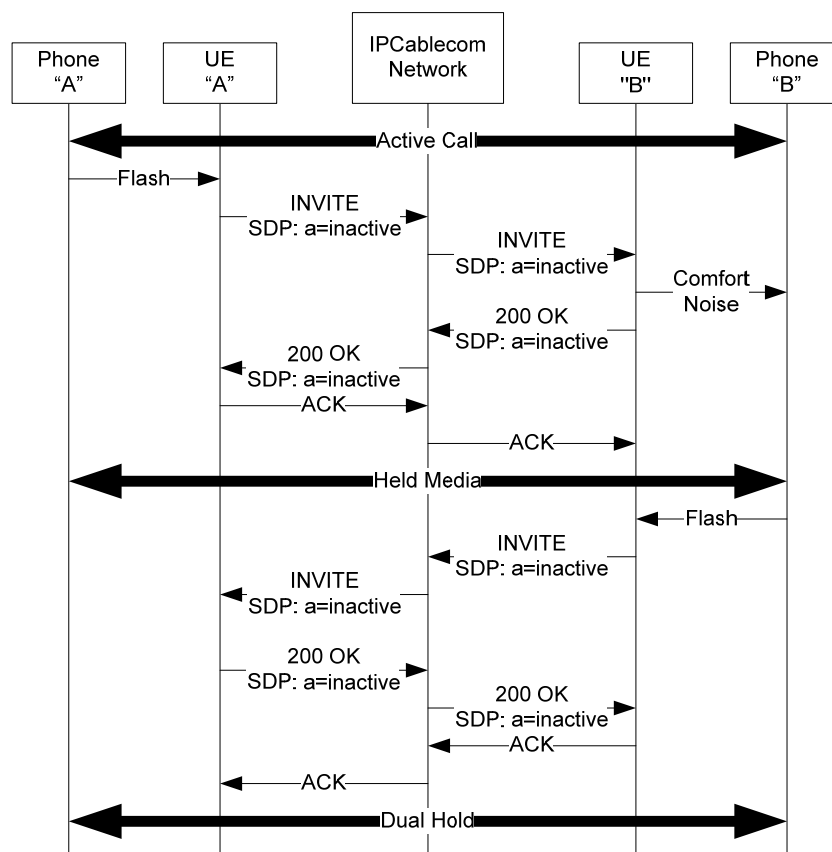 Phone
“A”
UE
“A”
IPCablecom
Network
UE
"B"
Phone
“B”
Active Call
Flash
INVITE
SDP: a=inactive
INVITE
SDP: a=inactive
Comfort
Noise
200 OK
SDP: a=inactive
200 OK
SDP: a=inactive
ACK
ACK
Held Media
Flash
INVITE
SDP: a=inactive
INVITE
SDP: a=inactive
200 OK
SDP: a=inactive
200 OK
SDP: a=inactive
ACK
ACK
Dual Hold